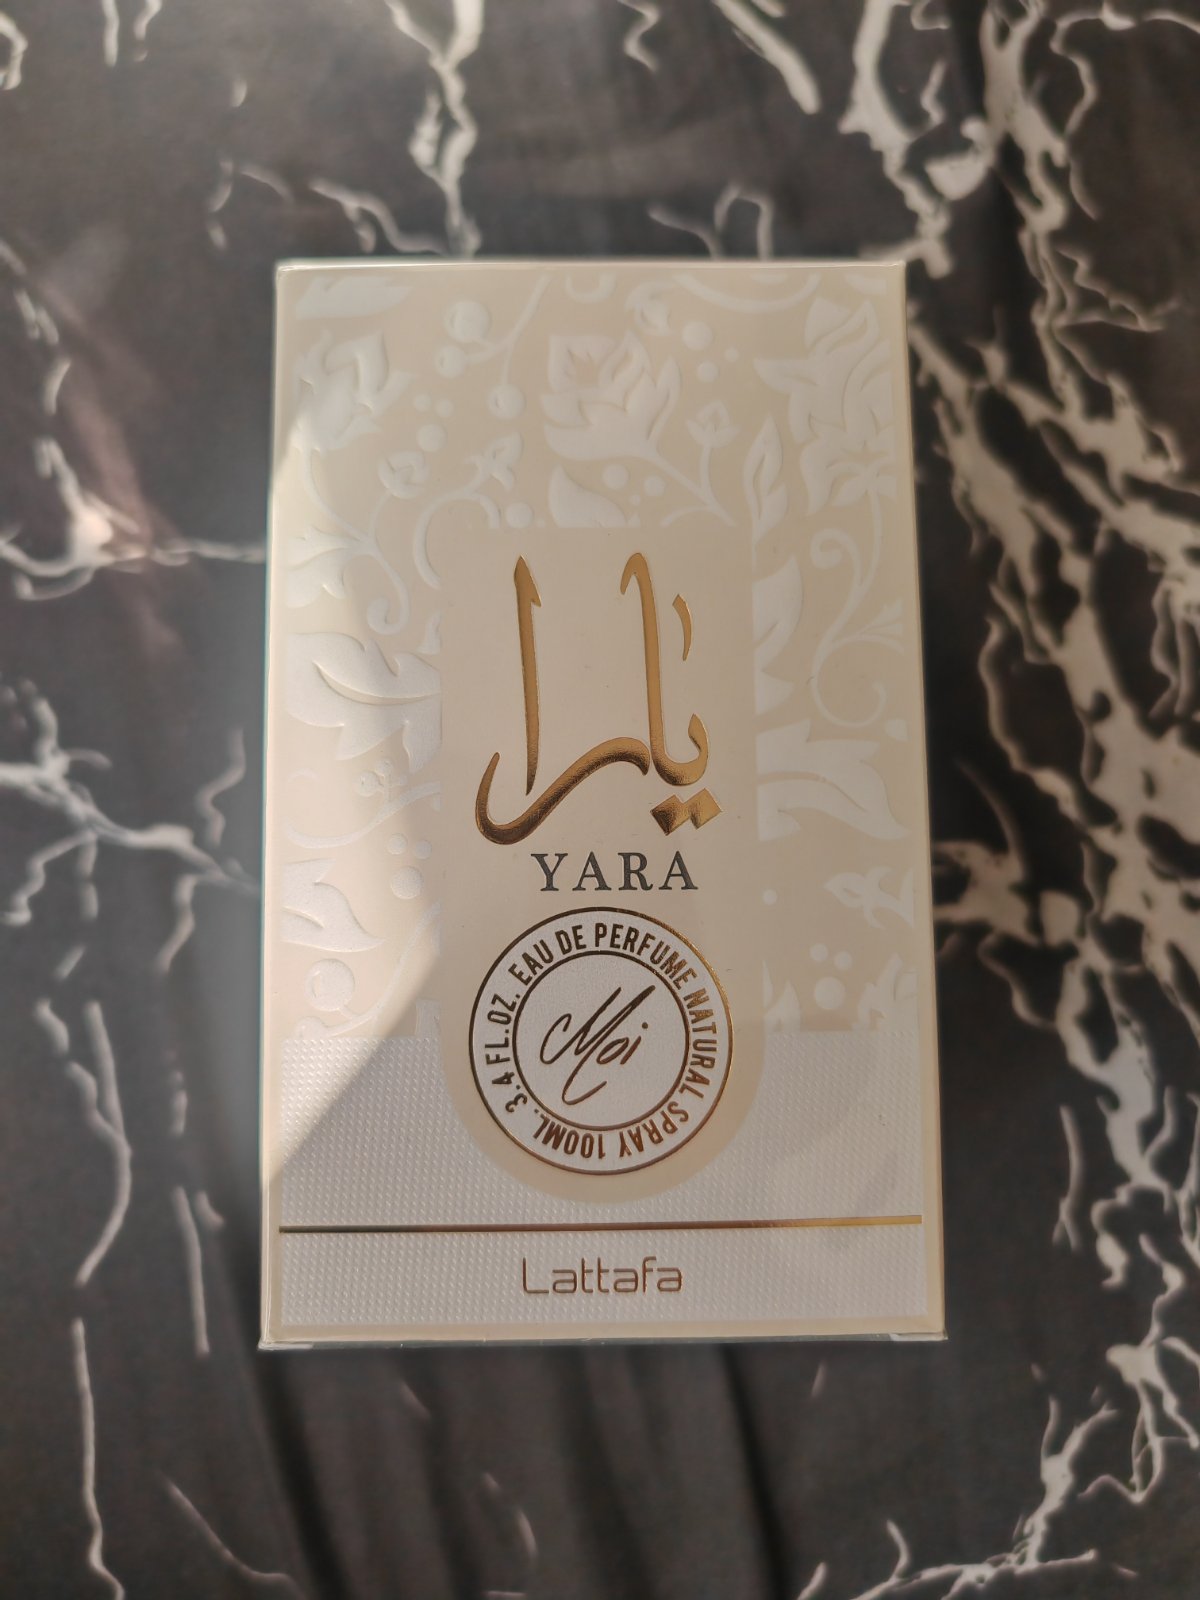 يارا
YARA
EAU DE PERFUME NATURAL SPRAY 100ML. 3.4 FL.OZ.
Moi
Lattafa